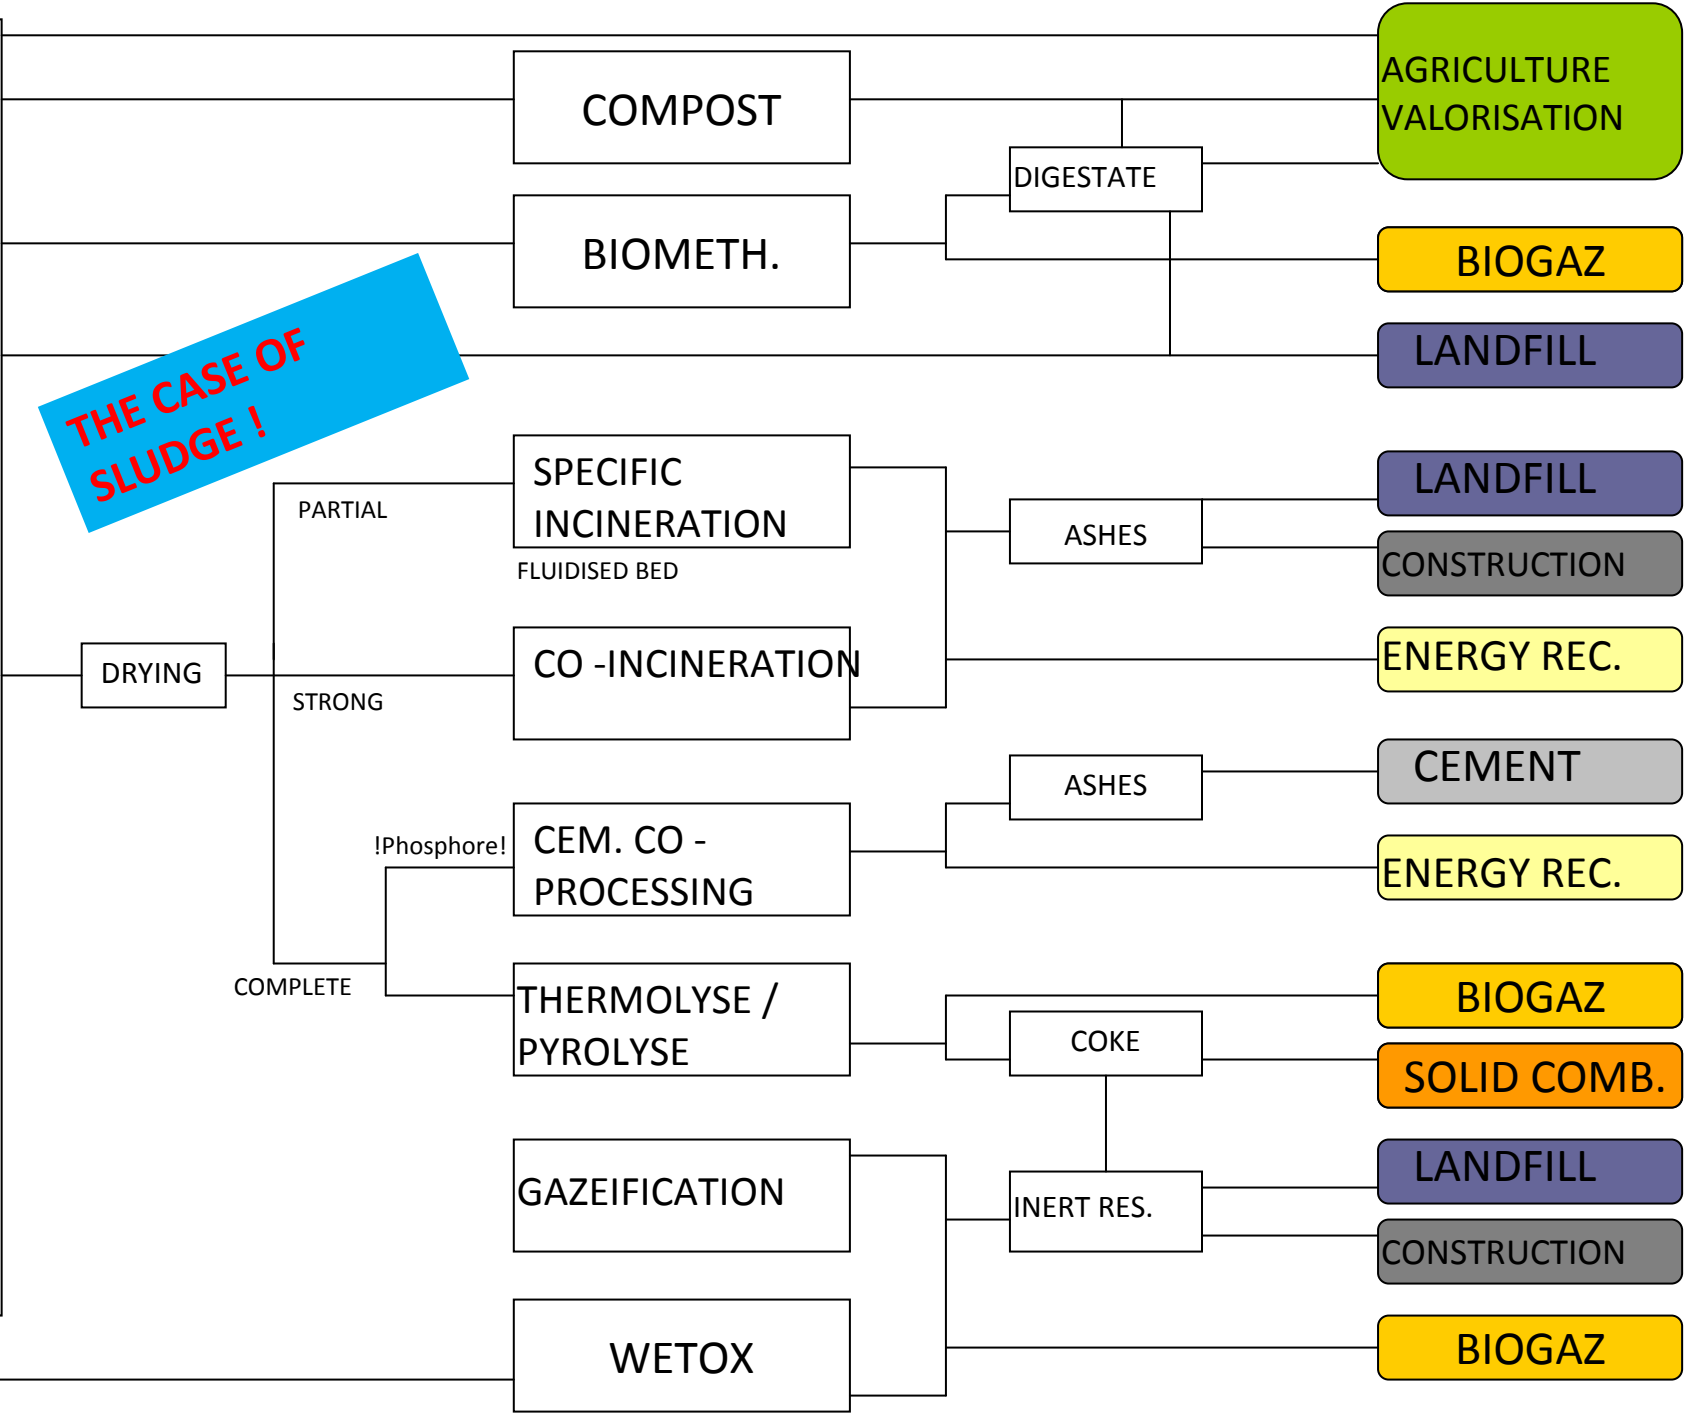 AGRICULTURE
VALORISATION
COMPOST
DIGESTATE
BIOMETH.
BIOGAZ
LANDFILL
THE CASE OF
SLUDGE !
SPECIFIC
INCINERATION
PARTIAL
FLUIDISED BED
ASHES
LANDFILL
CONSTRUCTION
DRYING
STRONG
CO -INCINERATION
ENERGY REC.
ASHES
CEMENT
!Phosphore!
CEM. CO -
PROCESSING
ENERGY REC.
COMPLETE
THERMOLYSE /
PYROLYSE
BIOGAZ
COKE
SOLID COMB.
GAZEIFICATION
INERT RES.
LANDFILL
CONSTRUCTION
WETOX
BIOGAZ